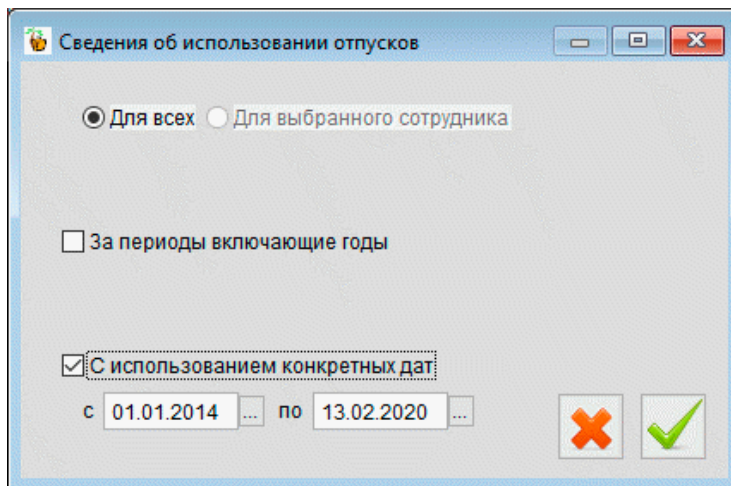 Сведения об использовании отпусков
Для всех Для выбранного сотрудника
За периоды включающие годы
С использованием конкретных дат
с 01.01.2014 ... по 13.02.2020 ...